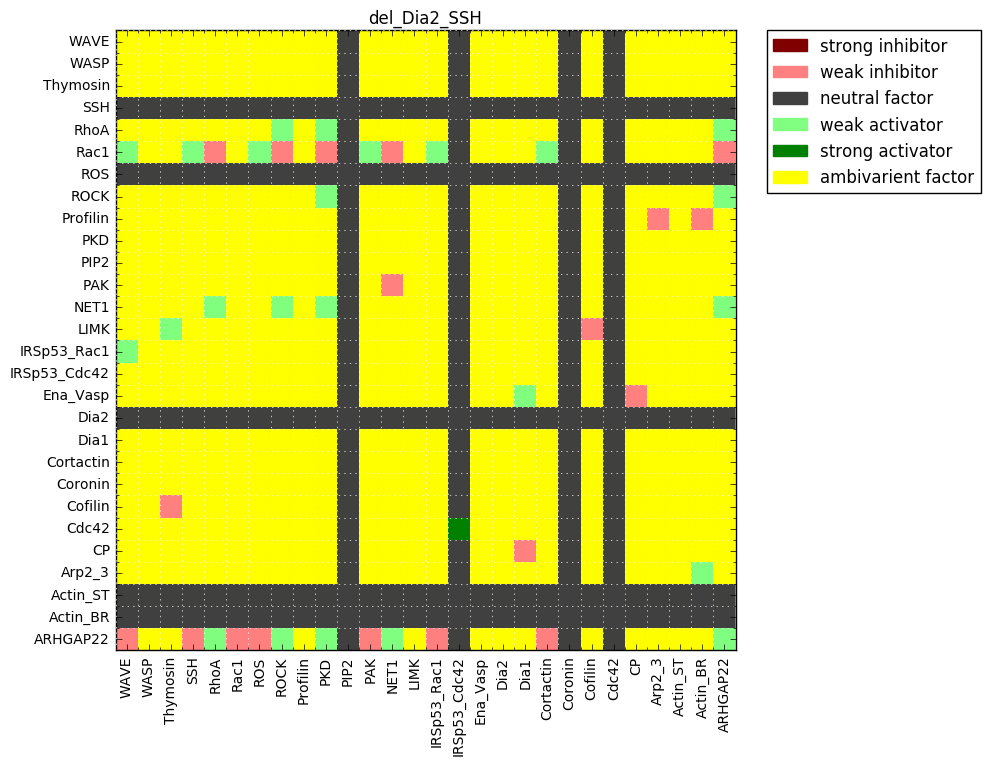 del_Dia2_SSH
WAVE
WASP
Thymosin
SSH
RhoA
Rac1
ROS
ROCK
Profilin
PKD
PIP2
PAK
NET1
LIMK
IRSp53_Rac1
IRSp53_Cdc42
Ena_Vasp
Dia2
Dia1
Cortactin
Coronin
Cofilin
Cdc42
CP
Arp2_3
Actin_ST
Actin_BR
ARHGAP22
WAVE
WASP
Thymosin
SSH
RhoA
Rac1
ROS
ROCK
Profilin
PKD
PIP2
PAK
NET1
LIMK
IRSp53_Rac1
IRSp53_Cdc42
Ena_Vasp
Dia2
Dia1
Cortactin
Coronin
Cofilin
Cdc42
CP
Arp2_3
Actin_ST
Actin_BR
ARHGAP22
strong inhibitor
weak inhibitor
neutral factor
weak activator
strong activator
ambivarient factor